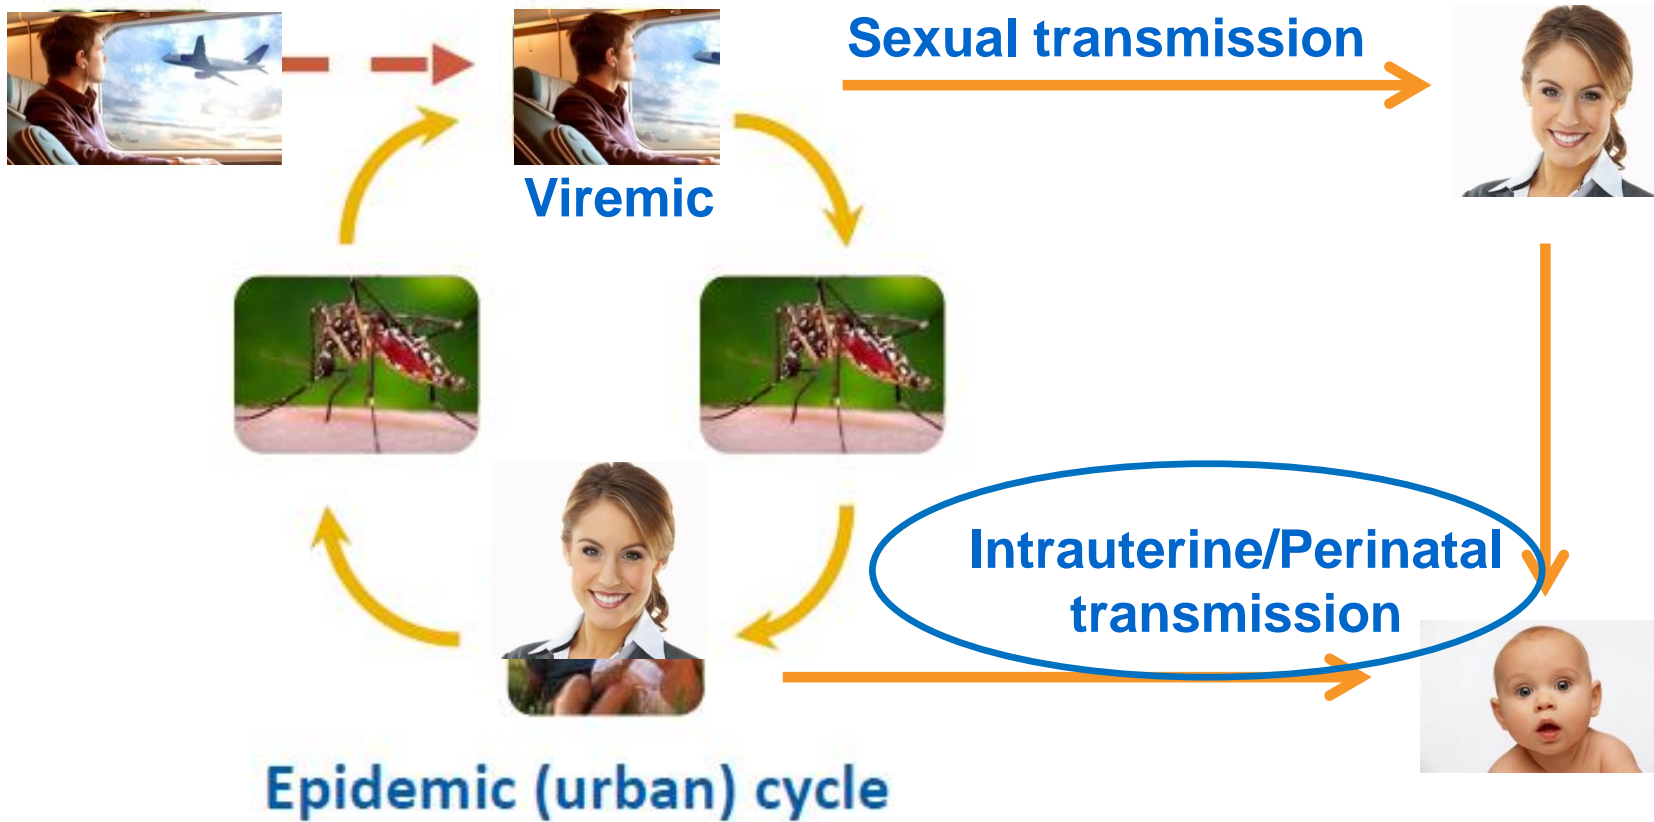 Sexual transmission
Viremic
Intrauterine/Perinatal
transmission
Epidemic (urban) cycle